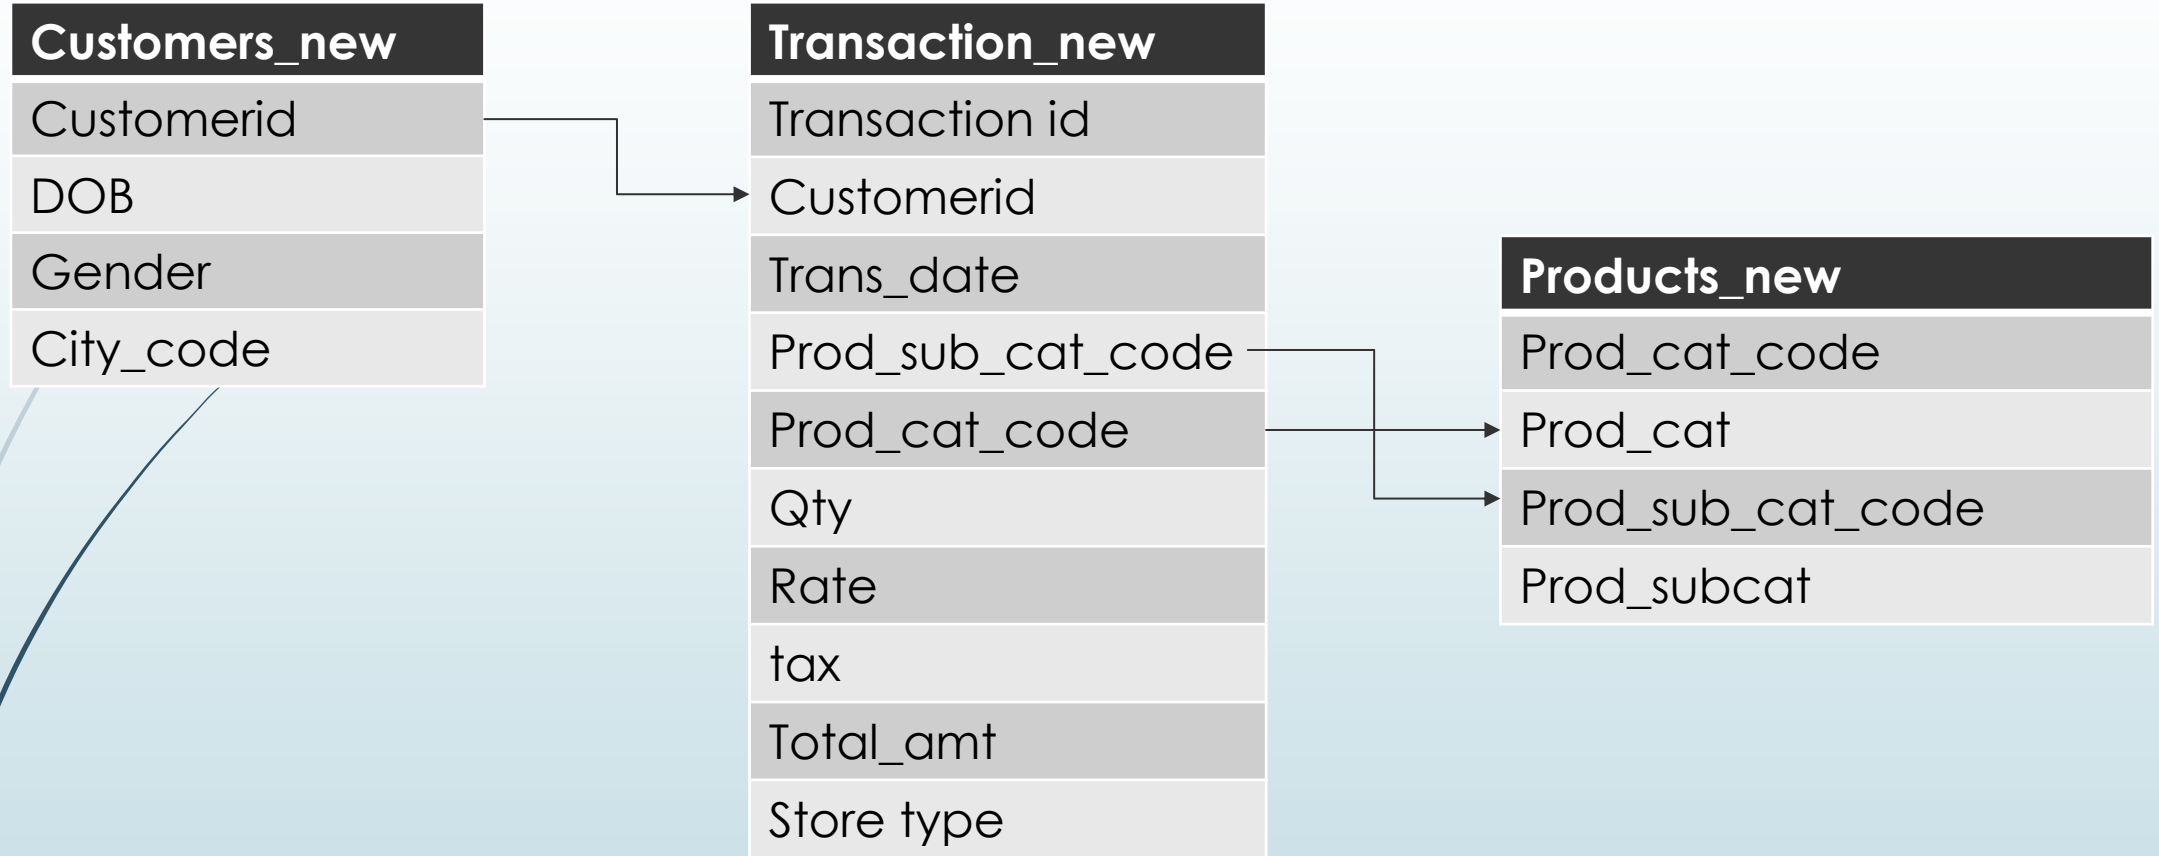 Customers_new
Customerid
DOB
Gender
City_code
Transaction_new
Transaction id
Customerid
Trans_date
Prod_sub_cat_code
Prod_cat_code
Qty
Rate
tax
Total_amt
Store type
Products_new
Prod_cat_code
Prod_cat
Prod_sub_cat_code
Prod_subcat